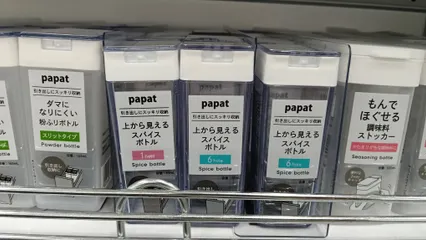 papat
ダマに
なりにくい
粉ふりボトル
スリットタイプ
Powder bottle
papat
引き出しにスッキリ収納
上から見える
スパイス
ボトル
1 hole
Spice bottle
papat
引き出しにスッキリ収納
上から見える
スパイス
ボトル
6 hole
Spice bottle
papat
引き出しにスッキリ収納
上から見える
スパイス
ボトル
Spice bottle
もんで
ほぐせる
調味料
ストッカー
Seasoning bottle